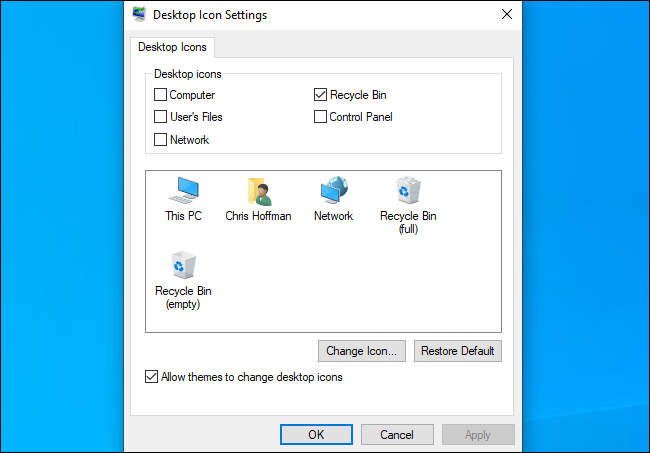 Desktop Icon Settings
Desktop Icons
Desktop icons
Computer
Recycle Bin
User's Files
Control Panel
Network
This PC
Chris Hoffman
Network
Recycle Bin
(full)
Recycle Bin
(empty)
Change Icon...
Restore Default
Allow themes to change desktop icons
OK
Cancel
Apply